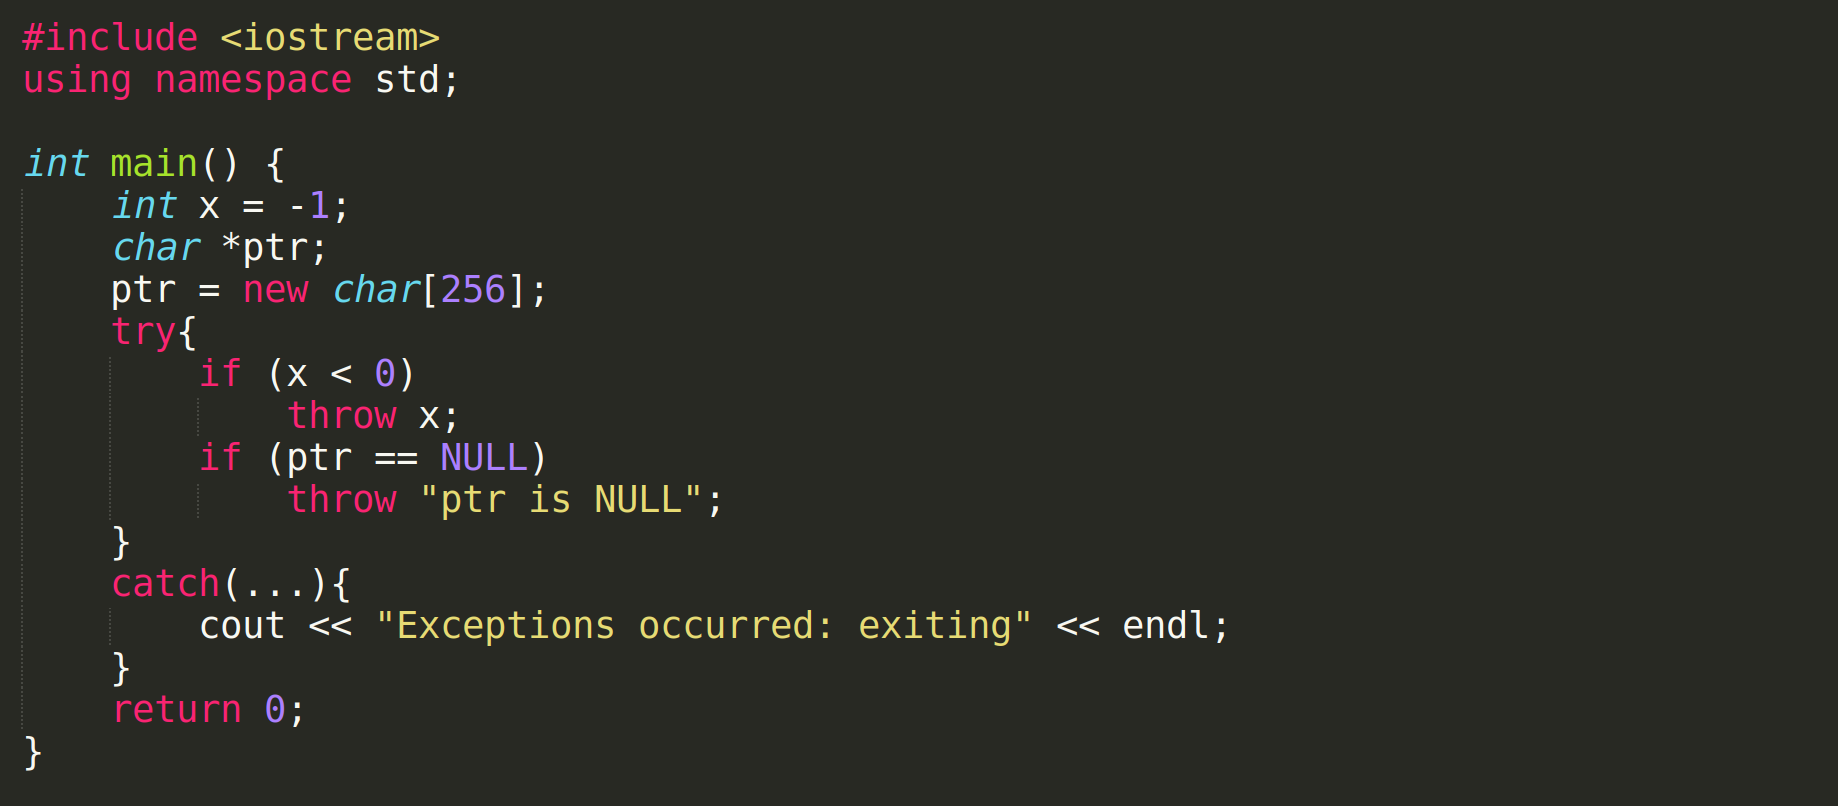 #include <iostream>
using namespace std;

int main() {
    int x = -1;
    char *ptr;
    ptr = new char[256];
    try{
        if (x < 0)
            throw x;
        if (ptr == NULL)
            throw "ptr is NULL";
    }
    catch(...){
        cout << "Exceptions occurred: exiting" << endl;
    }
    return 0;
}